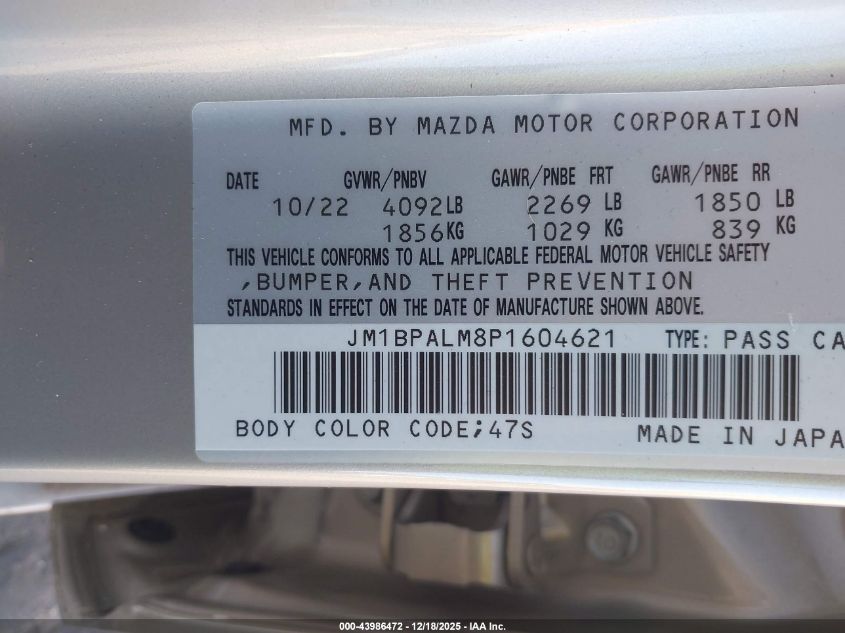 MFD. BY MAZDA MOTOR CORPORATION
DATE GVWR/PNBV GAWR/PNBE FRT GAWR/PNBE RR
10/22 4092LB 2269 LB 1850 LB
1856KG 1029 KG 839 KG
THIS VEHICLE CONFORMS TO ALL APPLICABLE FEDERAL MOTOR VEHICLE SAFETY
,BUMPER,AND THEFT PREVENTION
STANDARDS IN EFFECT ON THE DATE OF MANUFACTURE SHOWN ABOVE.
JM1BPALM8P1604621 TYPE: PASS CA
BODY COLOR CODE;47S MADE IN JAPA
000-43986472 – 12/18/2025 – IAA Inc.